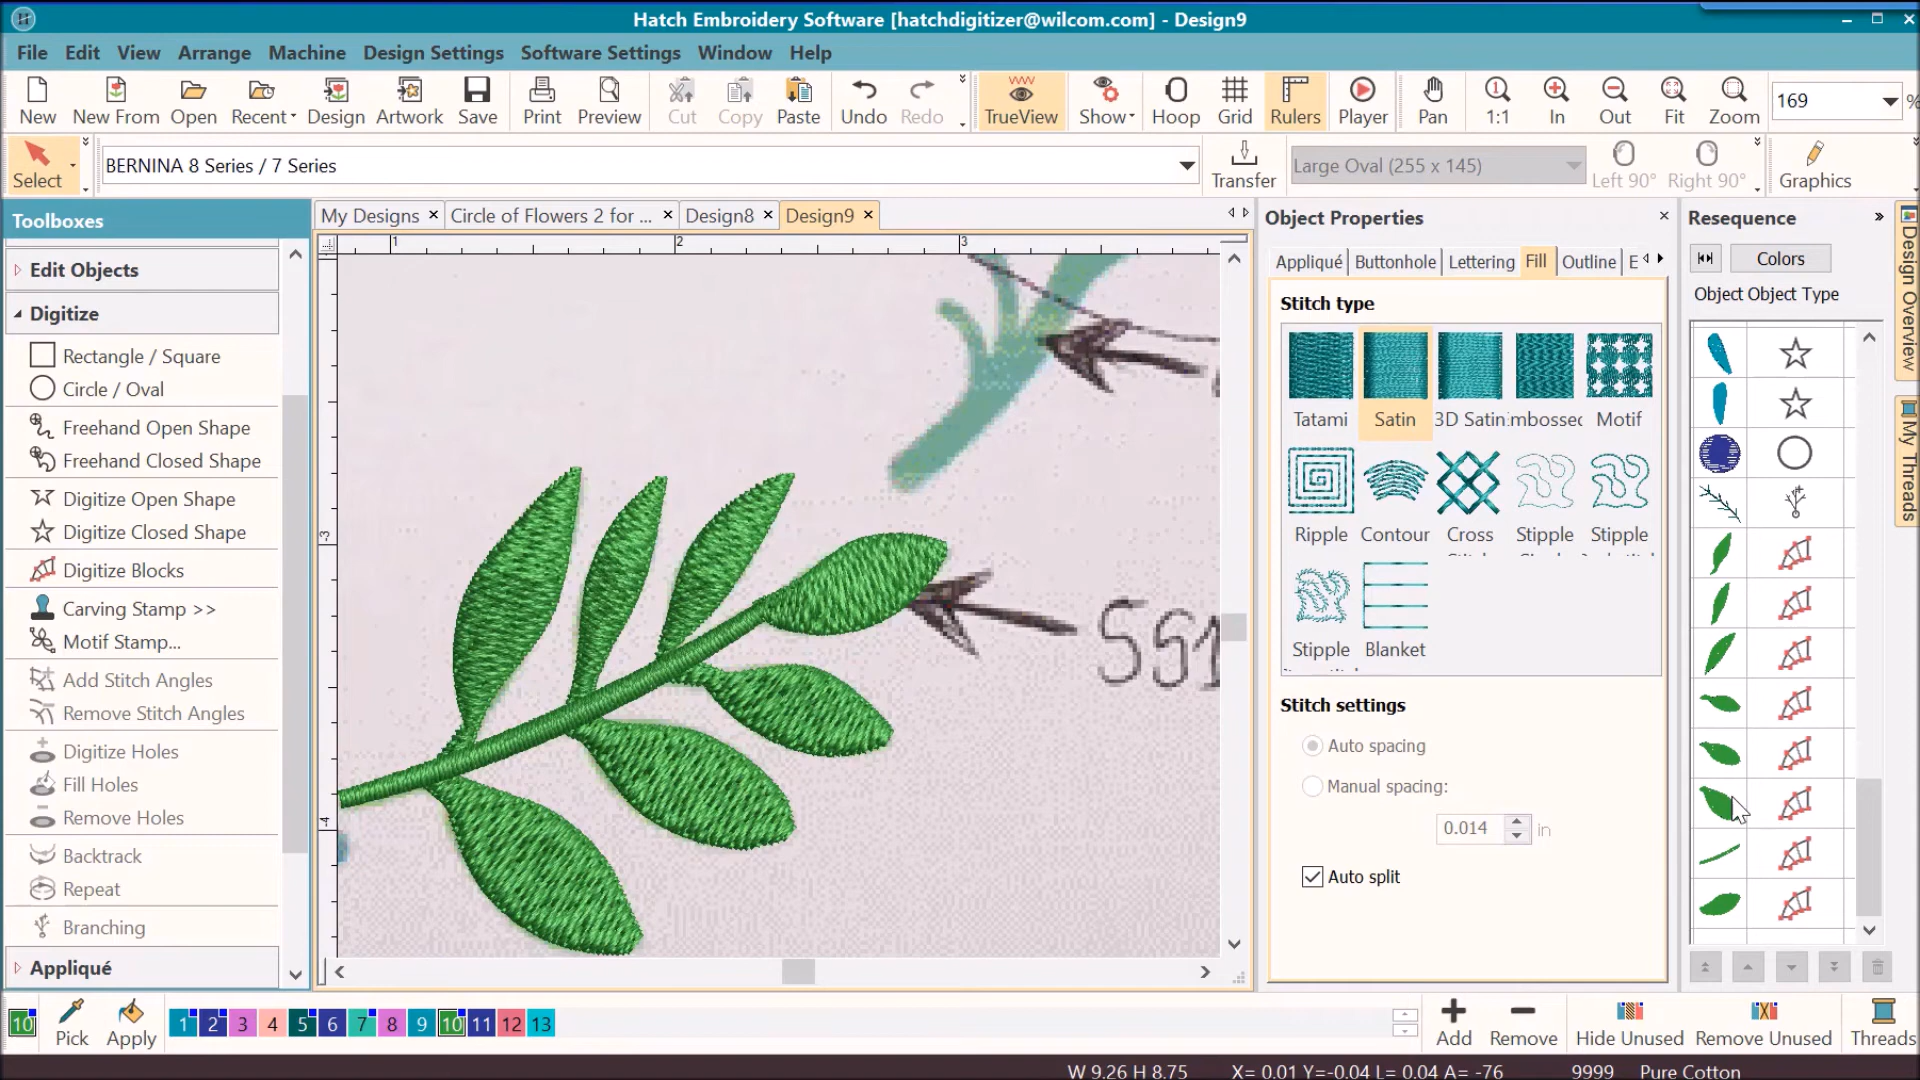 Hatch Embroidery Software [hatchdigitizer@wilcom.com] - Design9
File Edit View Arrange Machine Design Settings Software Settings Window Help
New New From Open Recent Design Artwork Save Print Preview Cut Copy Paste Undo Redo TrueView Show Hoop Grid Rulers Player Pan 1:1 In Out Fit Zoom 169 %
Select BERNINA 8 Series / 7 Series Transfer Large Oval (255 x 145) Left 90° Right 90° Graphics
Toolboxes
Edit Objects
Digitize
Rectangle / Square
Circle / Oval
Freehand Open Shape
Freehand Closed Shape
Digitize Open Shape
Digitize Closed Shape
Digitize Blocks
Carving Stamp >>
Motif Stamp...
Add Stitch Angles
Remove Stitch Angles
Digitize Holes
Fill Holes
Remove Holes
Backtrack
Repeat
Branching
Appliqué
My Designs Circle of Flowers 2 for ... Design8 Design9
1 2 3
-3
-4
SS1
Object Properties
Appliqué Buttonhole Lettering Fill Outline E
Stitch type
Tatami Satin 3D Satin mbossed Motif
Ripple Contour Cross Stipple Stipple
Stipple Blanket
Stitch settings
Auto spacing
Manual spacing:
0.014 in
Auto split
Resequence
Colors
Object Object Type
Design Overview
My Threads
10 Pick Apply 1 2 3 4 5 6 7 8 9 10 11 12 13 Add Remove Hide Unused Remove Unused Threads
W 9.26 H 8.75 X= 0.01 Y=-0.04 L= 0.04 A= -76 9999 Pure Cotton